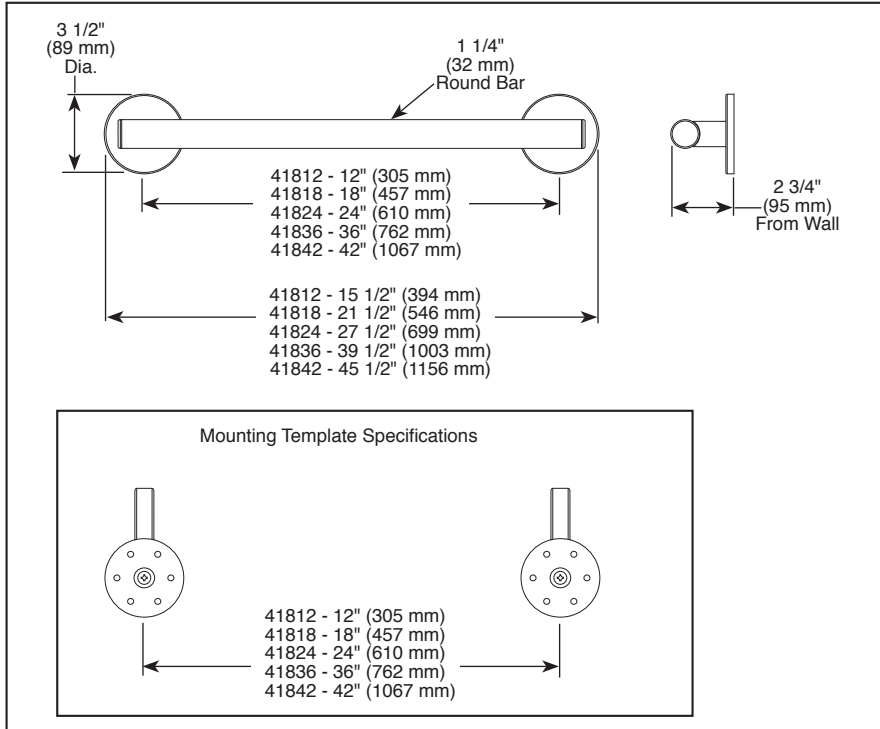 3 1/2"
(89 mm)
Dia.
1 1/4"
(32 mm)
Round Bar
41812 - 12" (305 mm)
41818 - 18" (457 mm)
41824 - 24" (610 mm)
41836 - 36" (762 mm)
41842 - 42" (1067 mm)
2 3/4"
(95 mm)
From Wall
41812 - 15 1/2" (394 mm)
41818 - 21 1/2" (546 mm)
41824 - 27 1/2" (699 mm)
41836 - 39 1/2" (1003 mm)
41842 - 45 1/2" (1156 mm)
Mounting Template Specifications
41812 - 12" (305 mm)
41818 - 18" (457 mm)
41824 - 24" (610 mm)
41836 - 36" (762 mm)
41842 - 42" (1067 mm)